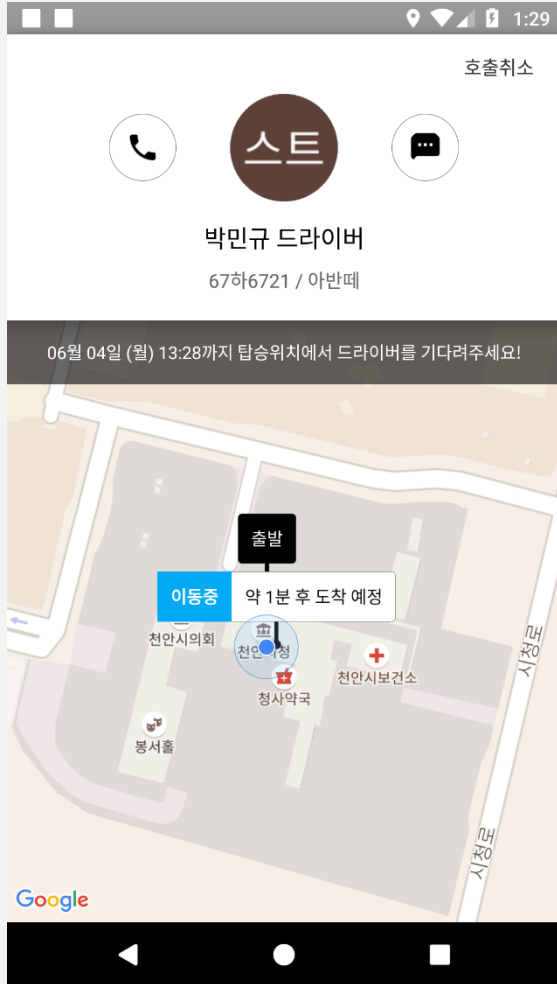 1:29
호출취소
스트
박민규 드라이버
67하6721 / 아반떼
06월 04일 (월) 13:28까지 탑승위치에서 드라이버를 기다려주세요!
출발
이동중 약 1분 후 도착 예정
천안시의회
청사약국
천안시보건소
봉서홀
시청로
시청로
Google